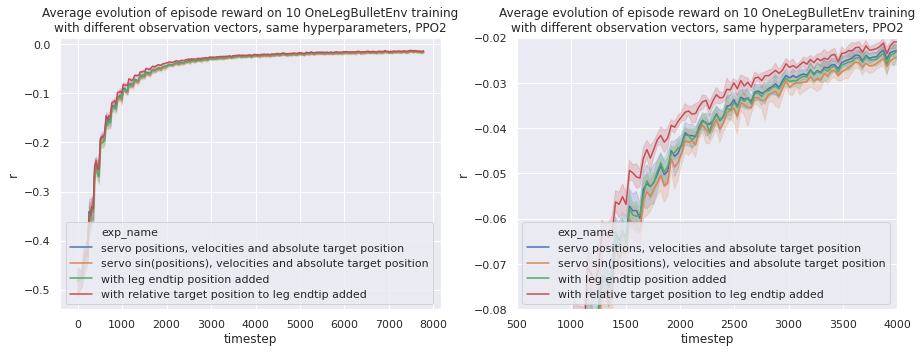 Average evolution of episode reward on 10 OneLegBulletEnv training
with different observation vectors, same hyperparameters, PPO2
0.0
−0.1
−0.2
−0.3
−0.4
−0.5
r
exp_name
servo positions, velocities and absolute target position
servo sin(positions), velocities and absolute target position
with leg endtip position added
with relative target position to leg endtip added
0 1000 2000 3000 4000 5000 6000 7000 8000
timestep
Average evolution of episode reward on 10 OneLegBulletEnv training
with different observation vectors, same hyperparameters, PPO2
−0.02
−0.03
−0.04
−0.05
−0.06
−0.07
−0.08
r
exp_name
servo positions, velocities and absolute target position
servo sin(positions), velocities and absolute target position
with leg endtip position added
with relative target position to leg endtip added
500 1000 1500 2000 2500 3000 3500 4000
timestep